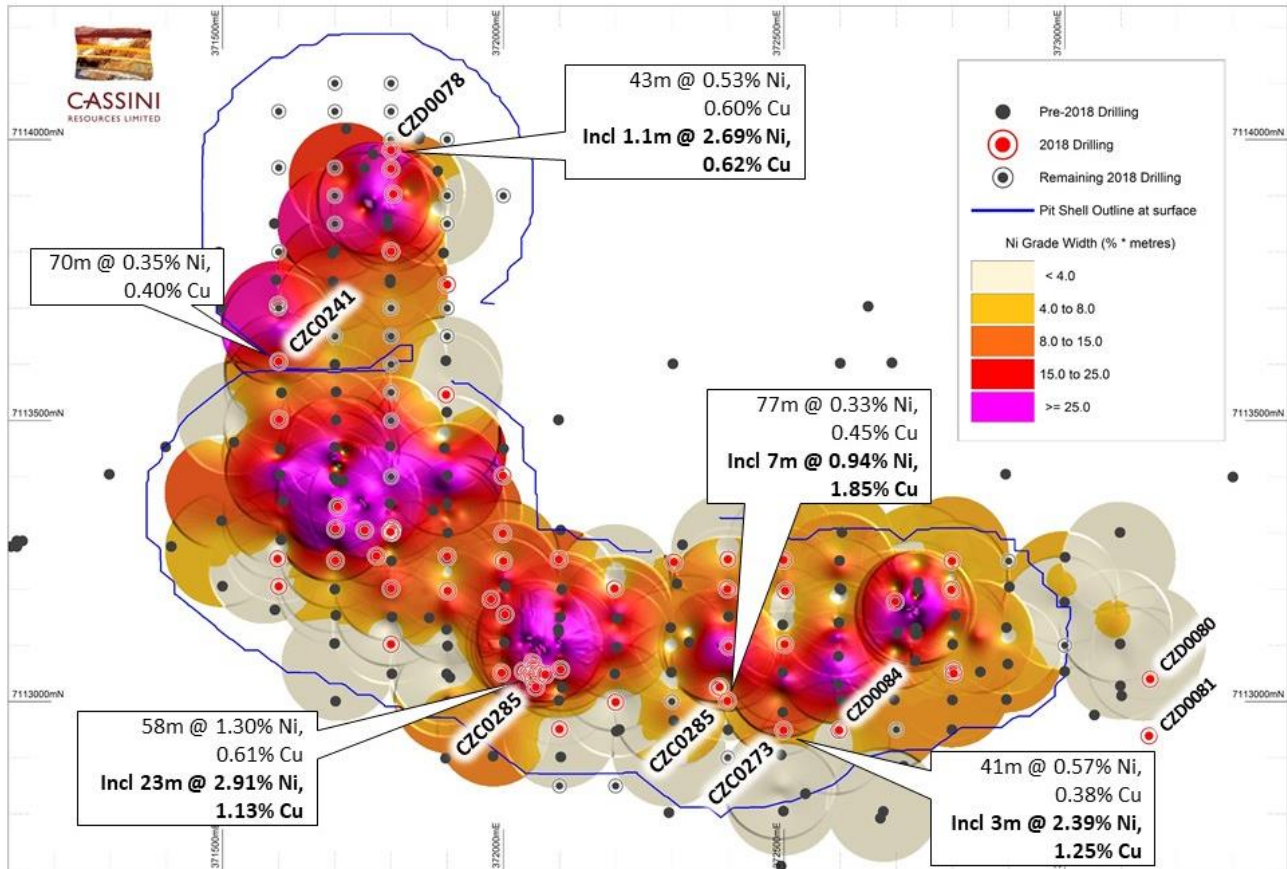 CASSINI
RESOURCES LIMITED
371500mE
372000mE
372500mE
373000mE
7114000mN
7114000mN
CZD0078
43m @ 0.53% Ni,
0.60% Cu
Incl 1.1m @ 2.69% Ni,
0.62% Cu
Pre-2018 Drilling
2018 Drilling
Remaining 2018 Drilling
Pit Shell Outline at surface
Ni Grade Width (% * metres)
< 4.0
4.0 to 8.0
8.0 to 15.0
15.0 to 25.0
>= 25.0
70m @ 0.35% Ni,
0.40% Cu
CZC0241
7113500mN
7113500mN
77m @ 0.33% Ni,
0.45% Cu
Incl 7m @ 0.94% Ni,
1.85% Cu
7113000mN
7113000mN
CZD0080
CZD0081
CZD0084
CZC0285
CZC0285
CZC0273
58m @ 1.30% Ni,
0.61% Cu
Incl 23m @ 2.91% Ni,
1.13% Cu
41m @ 0.57% Ni,
0.38% Cu
Incl 3m @ 2.39% Ni,
1.25% Cu
371500mE
372000mE
372500mE
373000mE